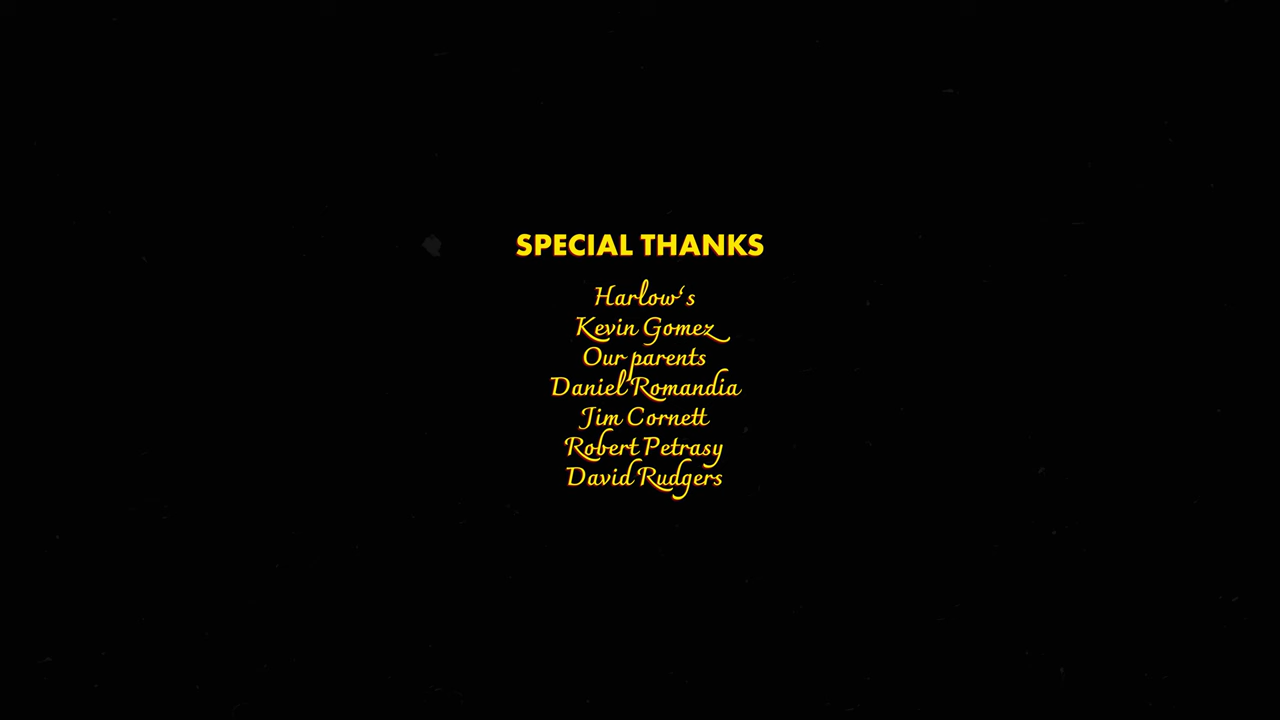 SPECIAL THANKS
Harlow‘s
Kevin Gomez
Our parents
Daniel Romandia
Jim Cornett
Robert Petrasy
David Rudgers